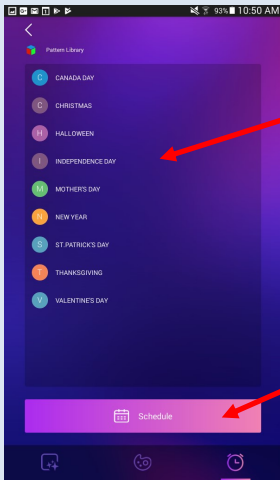 93% 10:50 AM
Pattern Library
C CANADA DAY
C CHRISTMAS
H HALLOWEEN
I INDEPENDENCE DAY
M MOTHER'S DAY
N NEW YEAR
S ST.PATRICK'S DAY
T THANKSGIVING
V VALENTINE'S DAY
Schedule